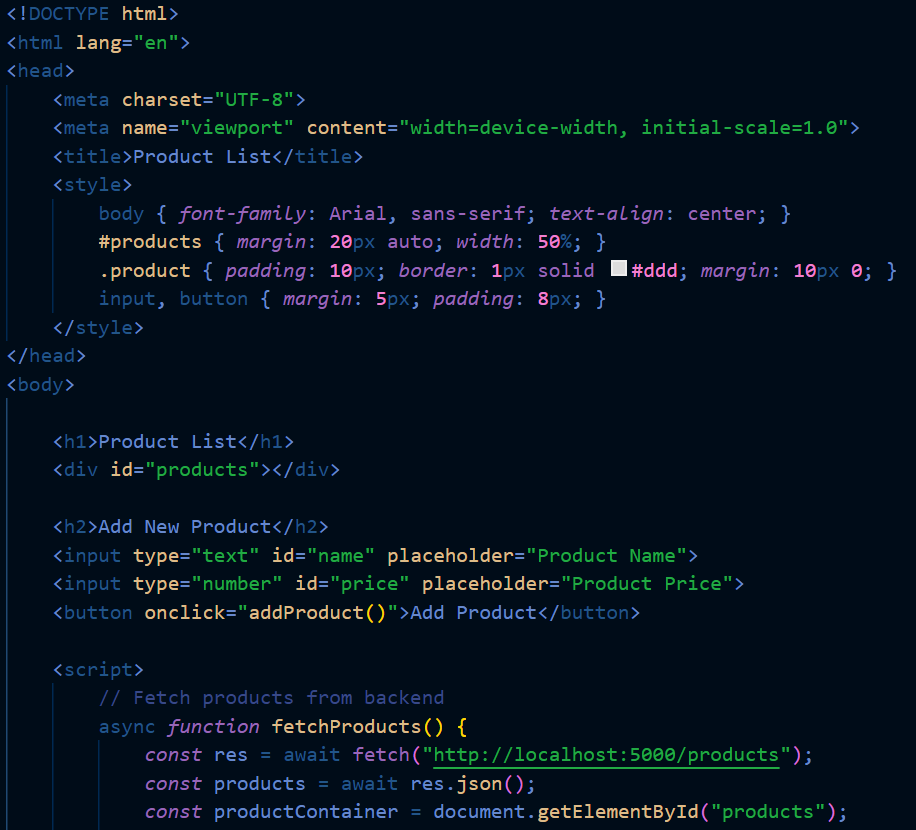 <!DOCTYPE html>
<html lang="en">
<head>
    <meta charset="UTF-8">
    <meta name="viewport" content="width=device-width, initial-scale=1.0">
    <title>Product List</title>
    <style>
        body { font-family: Arial, sans-serif; text-align: center; }
        #products { margin: 20px auto; width: 50%; }
        .product { padding: 10px; border: 1px solid #ddd; margin: 10px 0; }
        input, button { margin: 5px; padding: 8px; }
    </style>
</head>
<body>

    <h1>Product List</h1>
    <div id="products"></div>

    <h2>Add New Product</h2>
    <input type="text" id="name" placeholder="Product Name">
    <input type="number" id="price" placeholder="Product Price">
    <button onclick="addProduct()">Add Product</button>

    <script>
        // Fetch products from backend
        async function fetchProducts() {
            const res = await fetch("http://localhost:5000/products");
            const products = await res.json();
            const productContainer = document.getElementById("products");